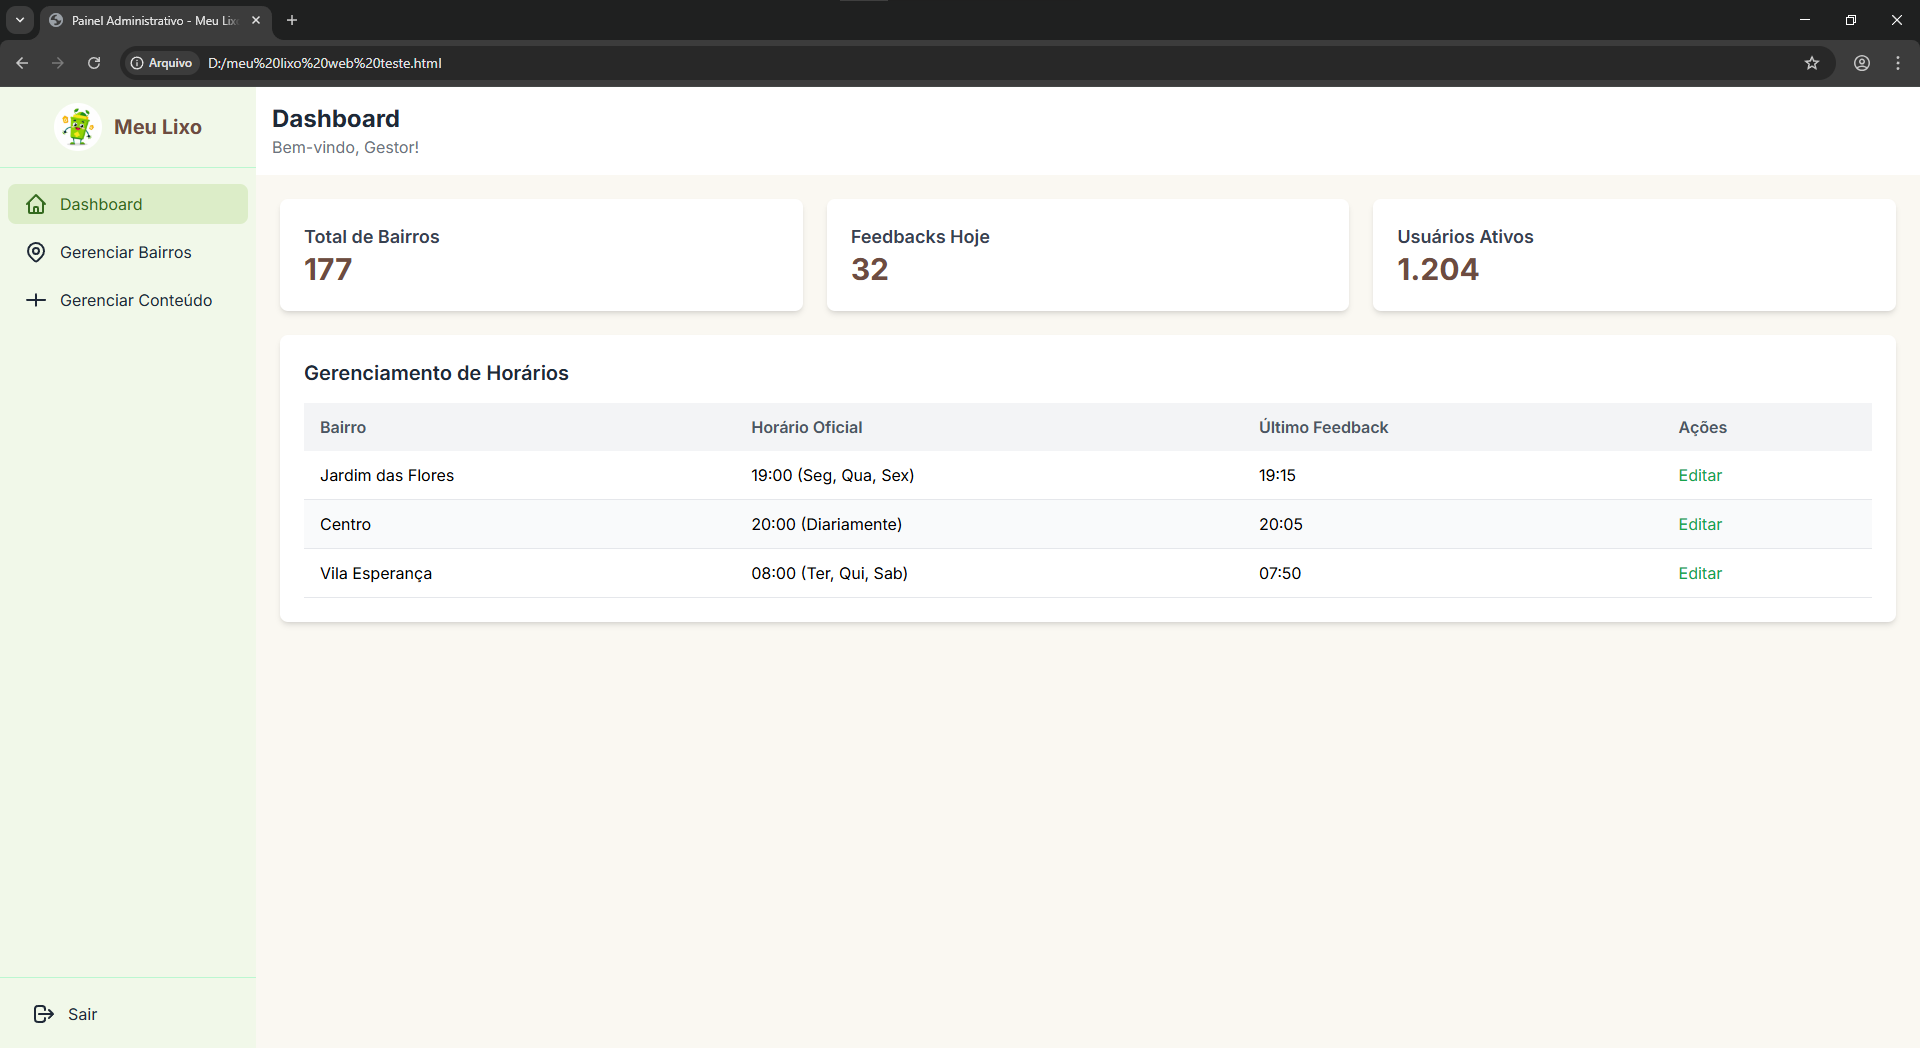 Painel Administrativo - Meu Lix
Arquivo D:/meu%20lixo%20web%20teste.html
Meu Lixo
Dashboard
Gerenciar Bairros
Gerenciar Conteúdo
Sair
Dashboard
Bem-vindo, Gestor!
Total de Bairros
177
Feedbacks Hoje
32
Usuários Ativos
1.204
Gerenciamento de Horários
Bairro Horário Oficial Último Feedback Ações
Jardim das Flores 19:00 (Seg, Qua, Sex) 19:15 Editar
Centro 20:00 (Diariamente) 20:05 Editar
Vila Esperança 08:00 (Ter, Qui, Sab) 07:50 Editar